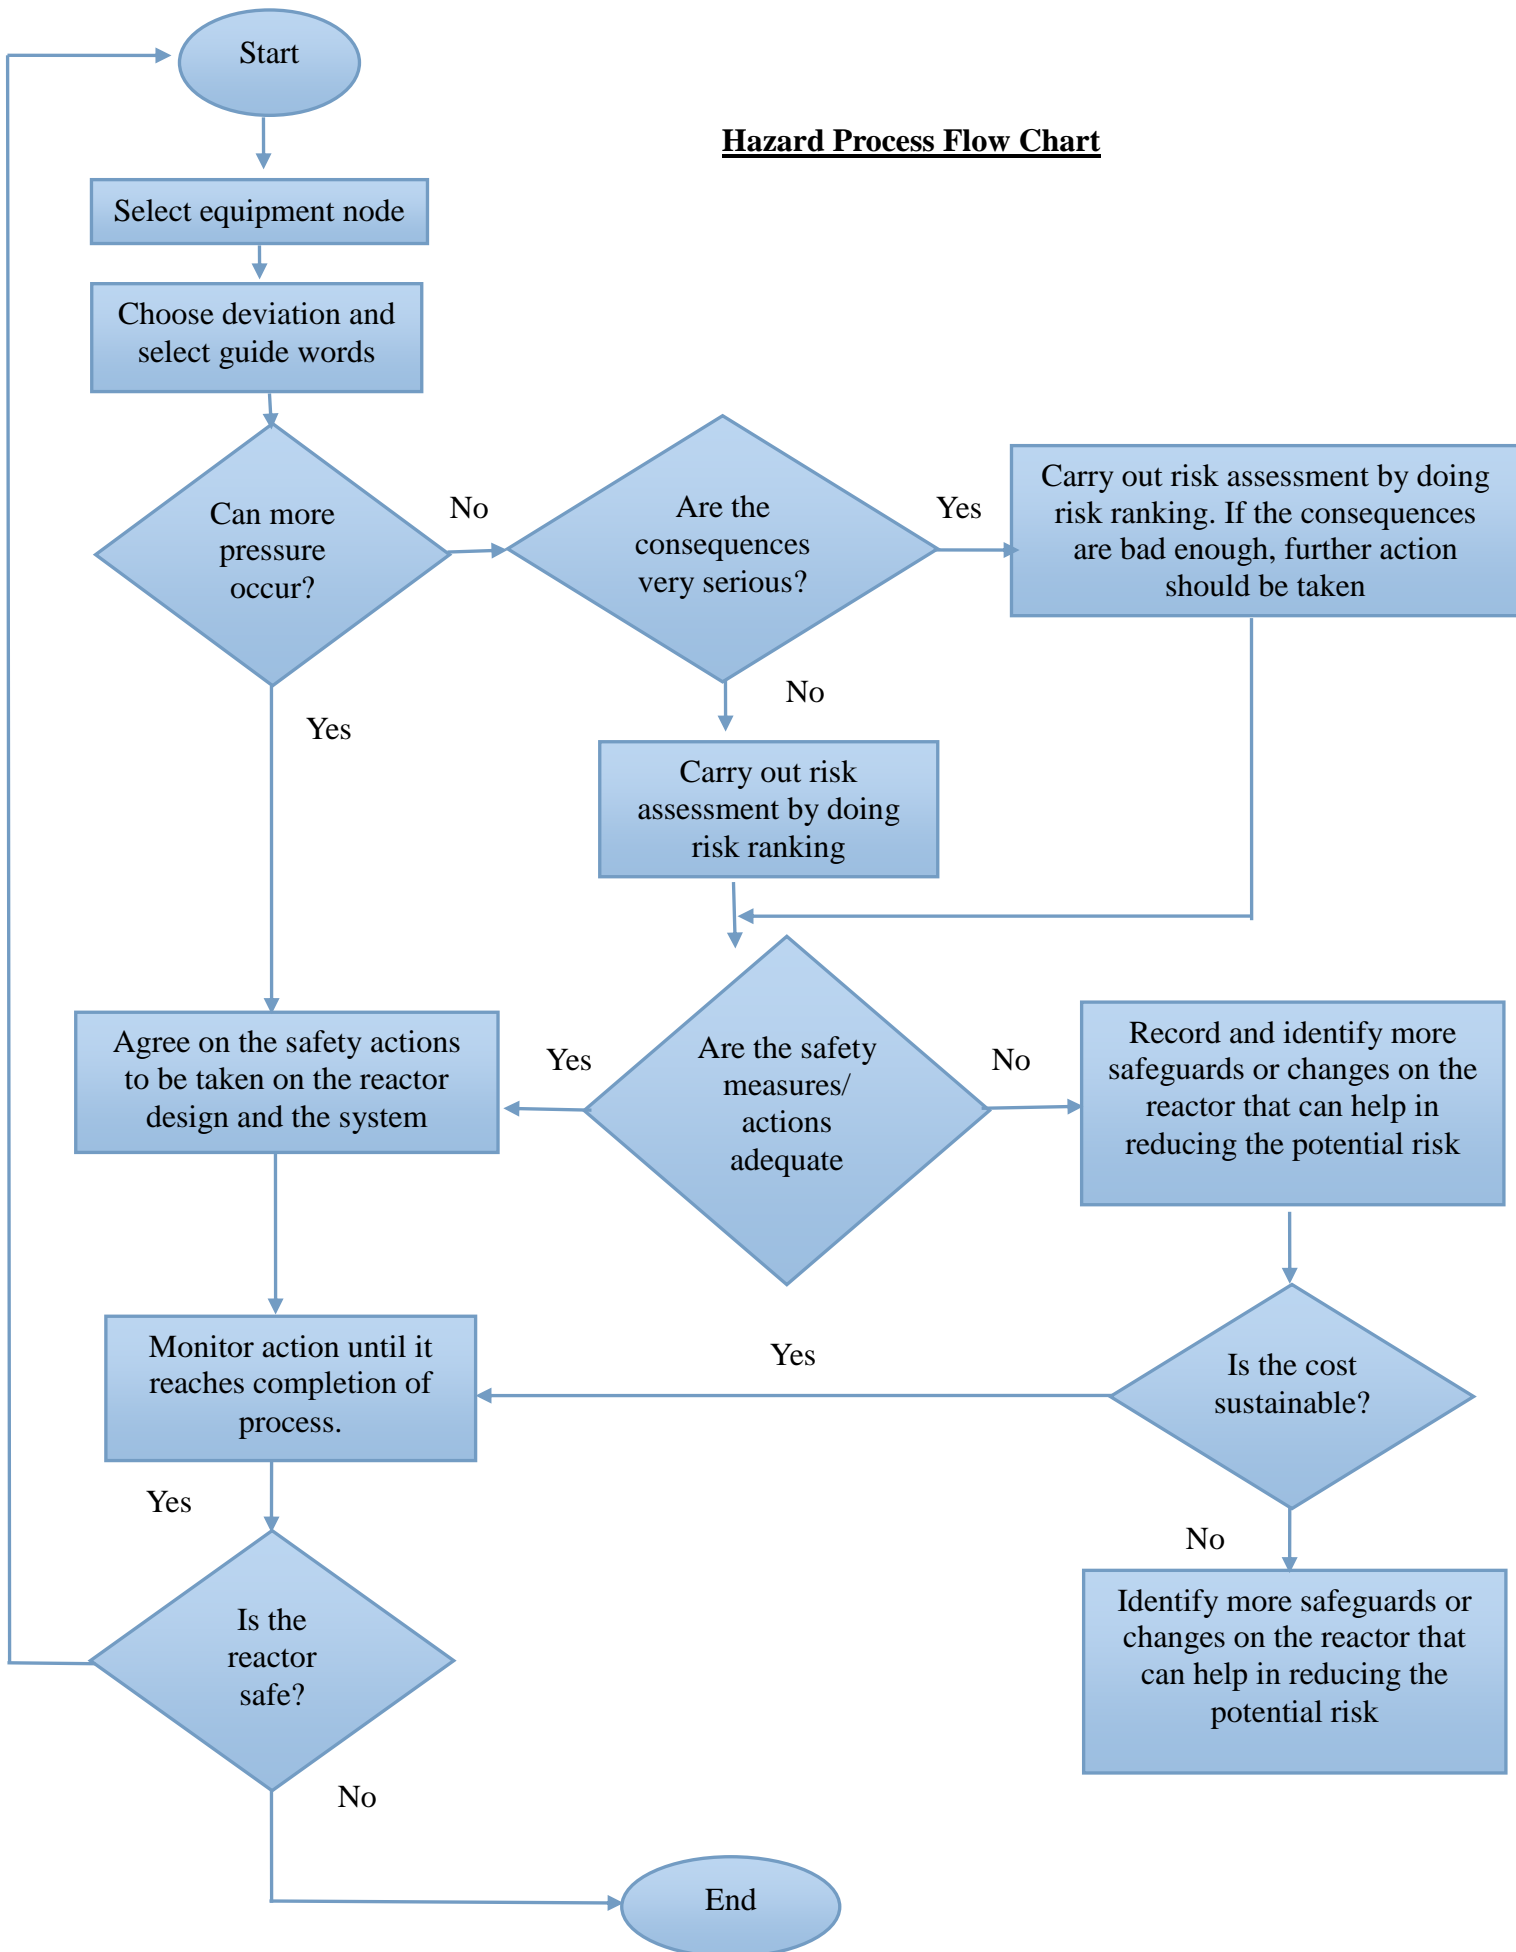 Start
Hazard Process Flow Chart
Select equipment node
Choose deviation and
select guide words
Can more
pressure
occur?
No
Are the
consequences
very serious?
Yes
Carry out risk assessment by doing
risk ranking. If the consequences
are bad enough, further action
should be taken
No
Yes
Carry out risk
assessment by doing
risk ranking
Agree on the safety actions
to be taken on the reactor
design and the system
Yes
Are the safety
measures/
actions
adequate
No
Record and identify more
safeguards or changes on the
reactor that can help in
reducing the potential risk
Monitor action until it
reaches completion of
process.
Yes
Is the cost
sustainable?
Yes
No
Is the
reactor
safe?
Identify more safeguards or
changes on the reactor that
can help in reducing the
potential risk
No
End